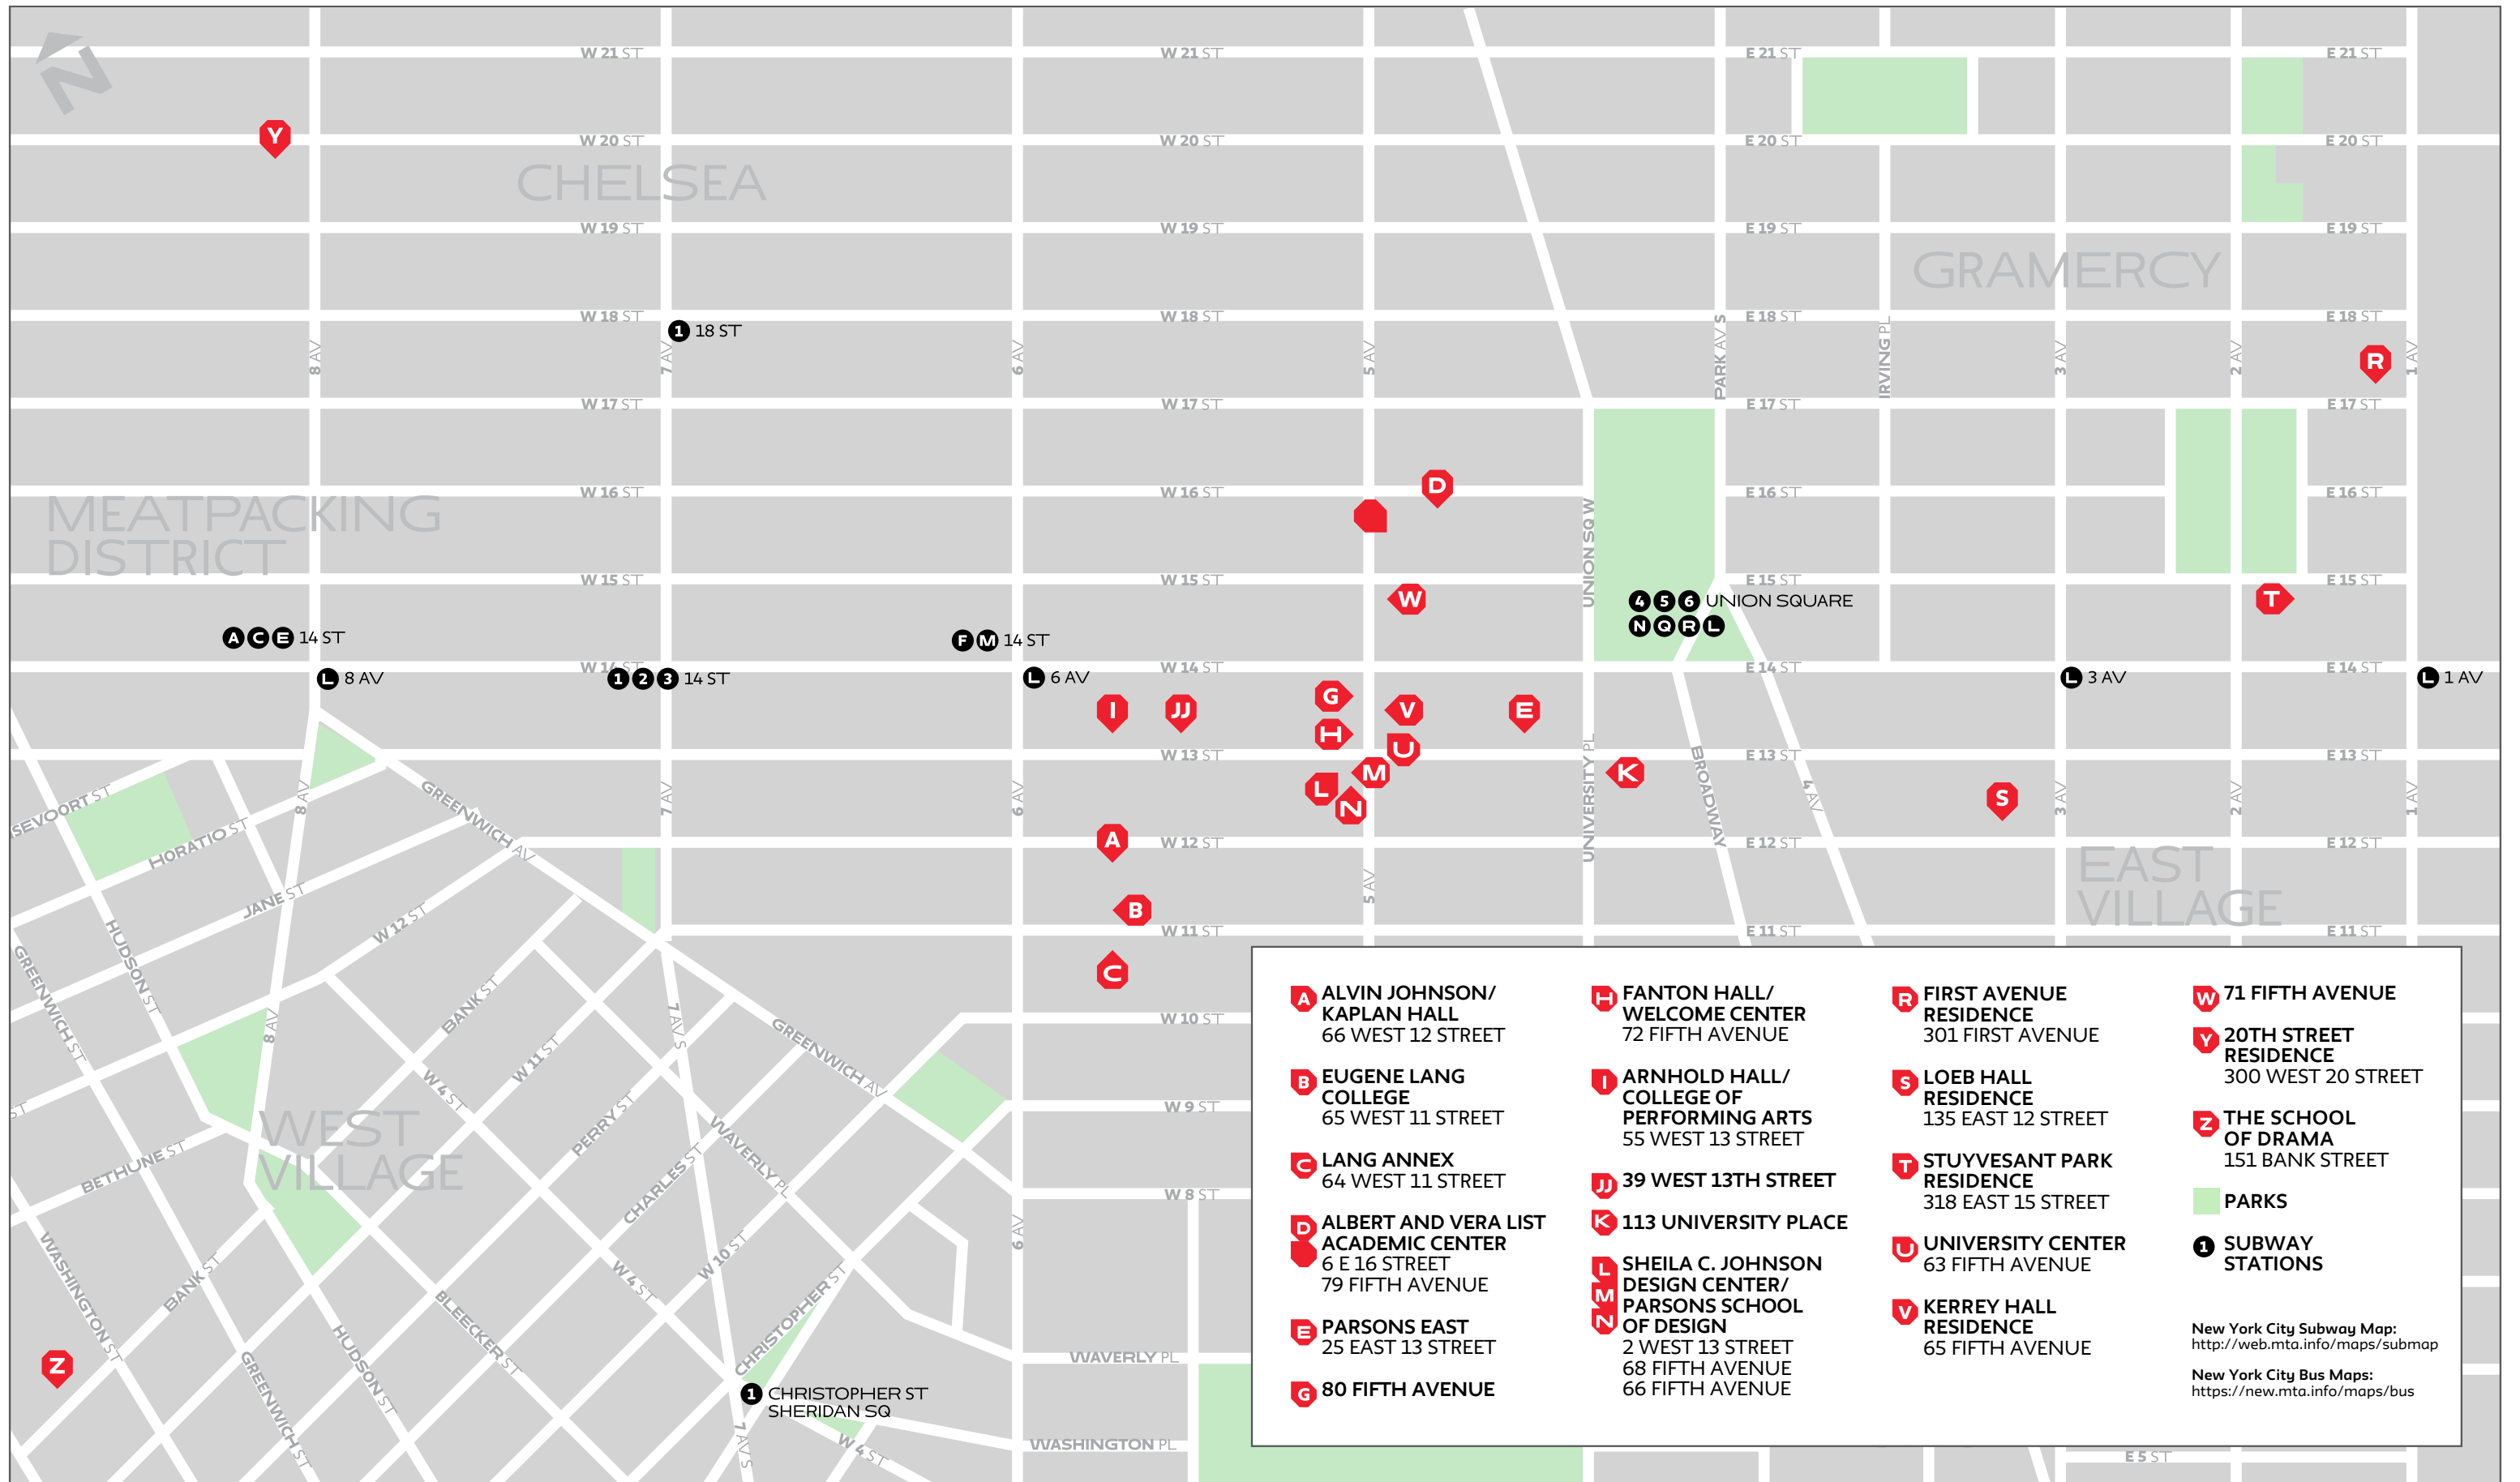 N
W 21 ST
W 21 ST
E 21 ST
E 21 ST
Y
W 20 ST
W 20 ST
E 20 ST
E 20 ST
CHELSEA
W 19 ST
W 19 ST
E 19 ST
E 19 ST
GRAMERCY
W 18 ST
W 18 ST
E 18 ST
E 18 ST
1 18 ST
8 AV
7 AV
6 AV
5 AV
PARK AV S
IRVING PL
3 AV
2 AV
1 AV
R
W 17 ST
W 17 ST
E 17 ST
E 17 ST
D
W 16 ST
W 16 ST
E 16 ST
E 16 ST
MEATPACKING
DISTRICT
UNION SQ W
W 15 ST
W 15 ST
E 15 ST
E 15 ST
W
T
4 5 6 UNION SQUARE
N Q R L
A C E 14 ST
F M 14 ST
W 14 ST
W 14 ST
E 14 ST
E 14 ST
L 8 AV
1 2 3 14 ST
L 6 AV
L 3 AV
L 1 AV
I
JJ
G
V
E
H
U
W 13 ST
E 13 ST
E 13 ST
M
K
L
N
S
8 AV
7 AV
6 AV
UNIVERSITY PL
BROADWAY
4 AV
3 AV
2 AV
1 AV
SEVOORT ST
HORATIO ST
GREENWICH AV
A
W 12 ST
E 12 ST
E 12 ST
EAST
VILLAGE
JANE ST
W 12 ST
5 AV
B
W 11 ST
E 11 ST
E 11 ST
HUDSON ST
GREENWICH ST
C
BANK ST
8 AV
7 AV S
W 11 ST
GREENWICH AV
W 10 ST
W 4 ST
PERRY ST
W 9 ST
ST
WEST
VILLAGE
BETHUNE ST
CHARLES ST
WAVERLY PL
W 8 ST
6 AV
WASHINGTON ST
BANK ST
W 4 ST
W 10 ST
BLEECKER ST
CHRISTOPHER ST
HUDSON ST
GREENWICH ST
Z
WAVERLY PL
1 CHRISTOPHER ST
SHERIDAN SQ
7 AV S
W 4 ST
WASHINGTON PL
E 5 ST
A ALVIN JOHNSON/
KAPLAN HALL
66 WEST 12 STREET
B EUGENE LANG
COLLEGE
65 WEST 11 STREET
C LANG ANNEX
64 WEST 11 STREET
D ALBERT AND VERA LIST
ACADEMIC CENTER
6 E 16 STREET
79 FIFTH AVENUE
E PARSONS EAST
25 EAST 13 STREET
G 80 FIFTH AVENUE
H FANTON HALL/
WELCOME CENTER
72 FIFTH AVENUE
I ARNHOLD HALL/
COLLEGE OF
PERFORMING ARTS
55 WEST 13 STREET
JJ 39 WEST 13TH STREET
K 113 UNIVERSITY PLACE
L SHEILA C. JOHNSON
M DESIGN CENTER/
PARSONS SCHOOL
N OF DESIGN
2 WEST 13 STREET
68 FIFTH AVENUE
66 FIFTH AVENUE
R FIRST AVENUE
RESIDENCE
301 FIRST AVENUE
S LOEB HALL
RESIDENCE
135 EAST 12 STREET
T STUYVESANT PARK
RESIDENCE
318 EAST 15 STREET
U UNIVERSITY CENTER
63 FIFTH AVENUE
V KERREY HALL
RESIDENCE
65 FIFTH AVENUE
W 71 FIFTH AVENUE
Y 20TH STREET
RESIDENCE
300 WEST 20 STREET
Z THE SCHOOL
OF DRAMA
151 BANK STREET
PARKS
1 SUBWAY
STATIONS
New York City Subway Map:
http://web.mta.info/maps/submap
New York City Bus Maps:
https://new.mta.info/maps/bus